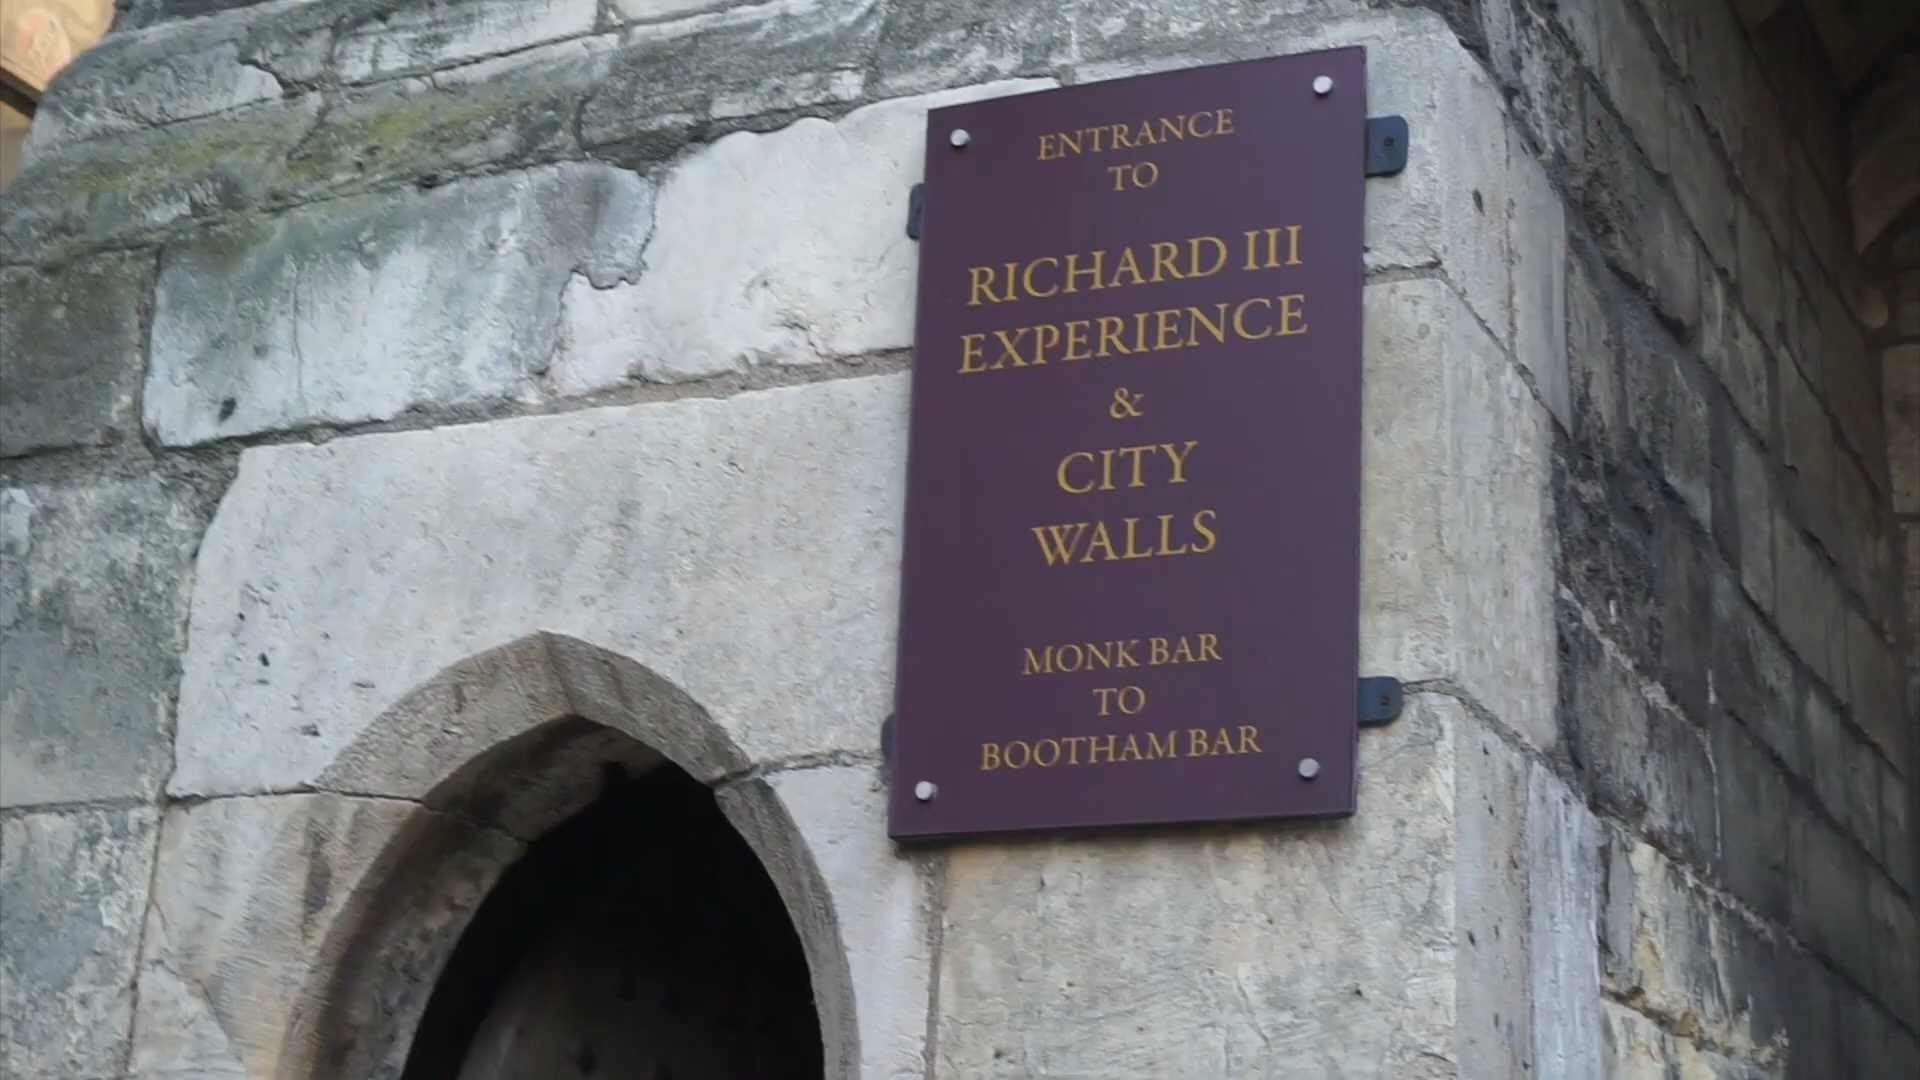 ENTRANCE
TO
RICHARD III
EXPERIENCE
&
CITY
WALLS
MONK BAR
TO
BOOTHAM BAR